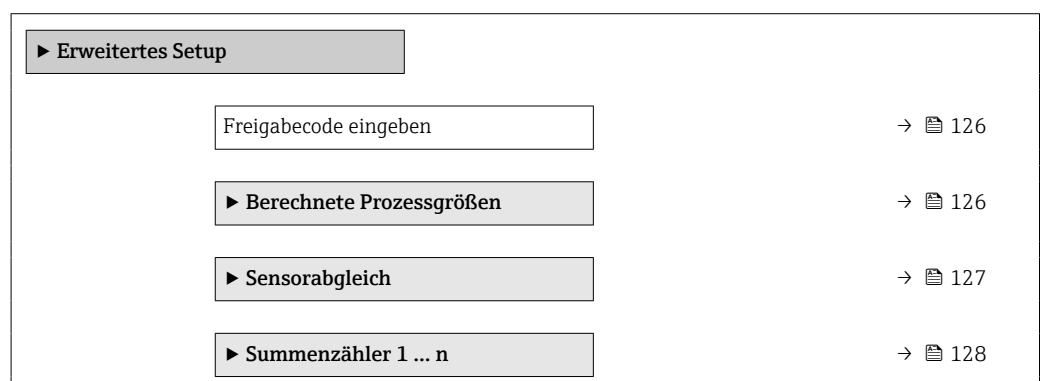 ▶ Erweitertes Setup
Freigabecode eingeben → 126
▶ Berechnete Prozessgrößen → 126
▶ Sensorabgleich → 127
▶ Summenzähler 1 ... n → 128